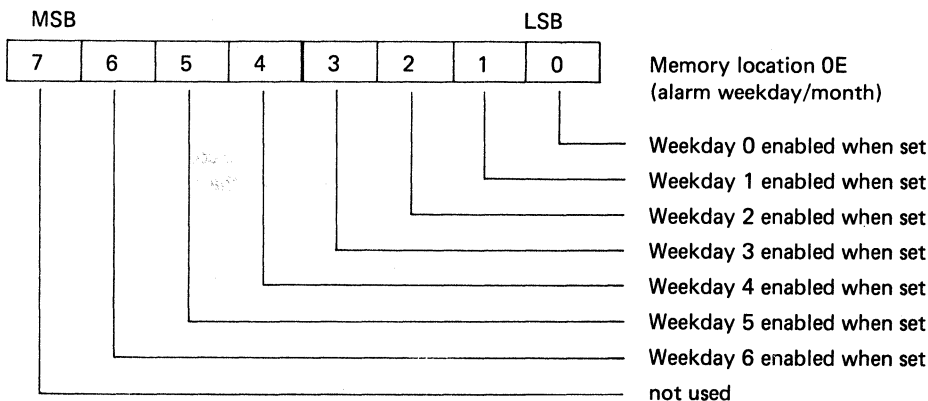 MSB LSB
7 6 5 4 3 2 1 0
Memory location 0E
(alarm weekday/month)
Weekday 0 enabled when set
Weekday 1 enabled when set
Weekday 2 enabled when set
Weekday 3 enabled when set
Weekday 4 enabled when set
Weekday 5 enabled when set
Weekday 6 enabled when set
not used